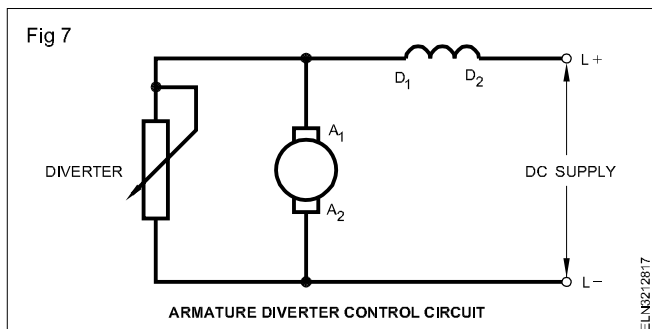 Fig 7
L+
D1
D2
A1
DIVERTER
DC SUPPLY
A2
L–
ARMATURE DIVERTER CONTROL CIRCUIT
ELN3212817